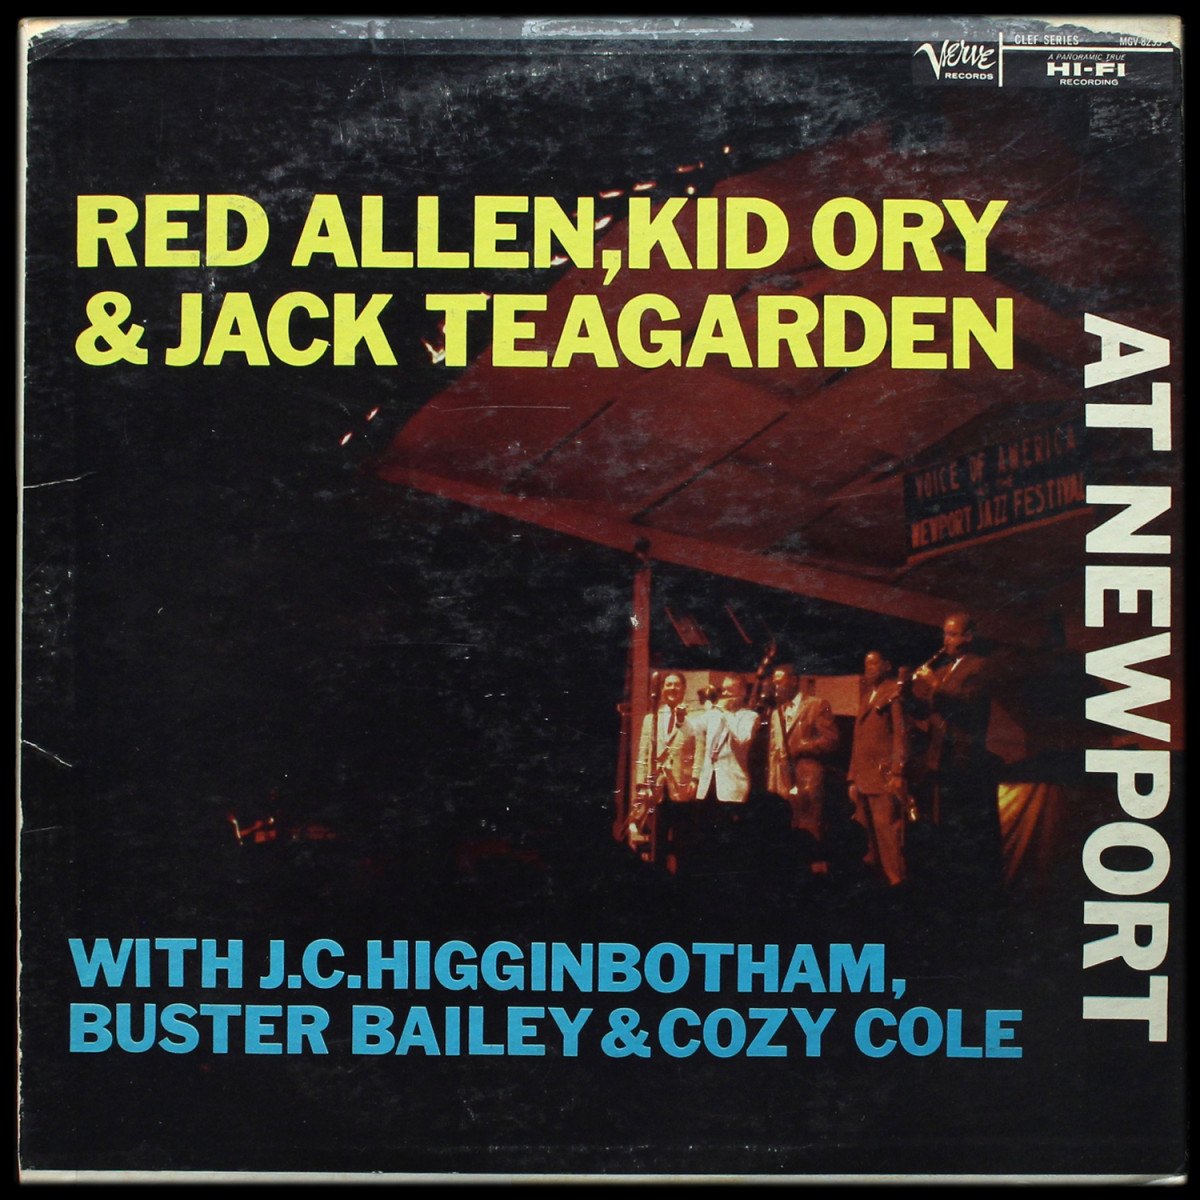 Verve
RECORDS
CLEF SERIES
A PANORAMIC TRUE
HI-FI
RECORDING
RED ALLEN, KID ORY
& JACK TEAGARDEN
AT NEWPORT
VOICE OF AMERICA
NEWPORT JAZZ FESTIVAL
WITH J.C. HIGGINBOTHAM,
BUSTER BAILEY & COZY COLE